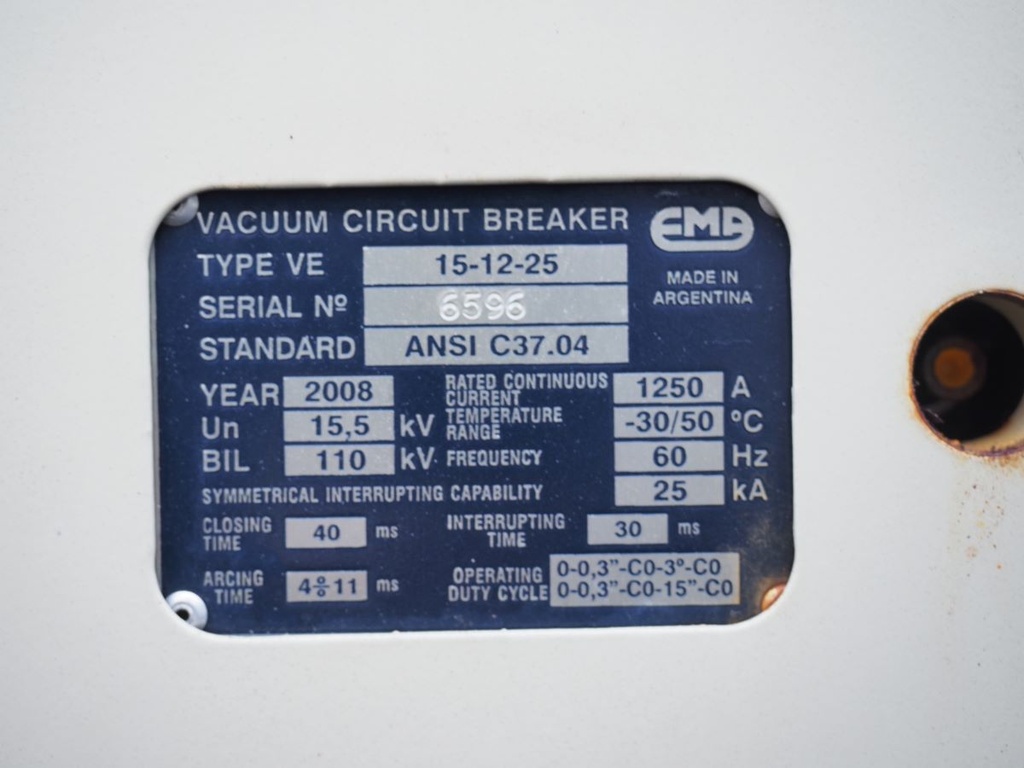 VACUUM CIRCUIT BREAKER EMA
TYPE VE 15-12-25
MADE IN
ARGENTINA
SERIAL Nº 6596
STANDARD ANSI C37.04
YEAR 2008 RATED CONTINUOUS
CURRENT 1250 A
Un 15,5 kV TEMPERATURE
RANGE -30/50 ºC
BIL 110 kV FREQUENCY 60 Hz
SYMMETRICAL INTERRUPTING CAPABILITY 25 kA
CLOSING
TIME 40 ms INTERRUPTING
TIME 30 ms
ARCING
TIME 4÷11 ms OPERATING
DUTY CYCLE 0-0,3"-C0-3º-C0
0-0,3"-C0-15"-C0